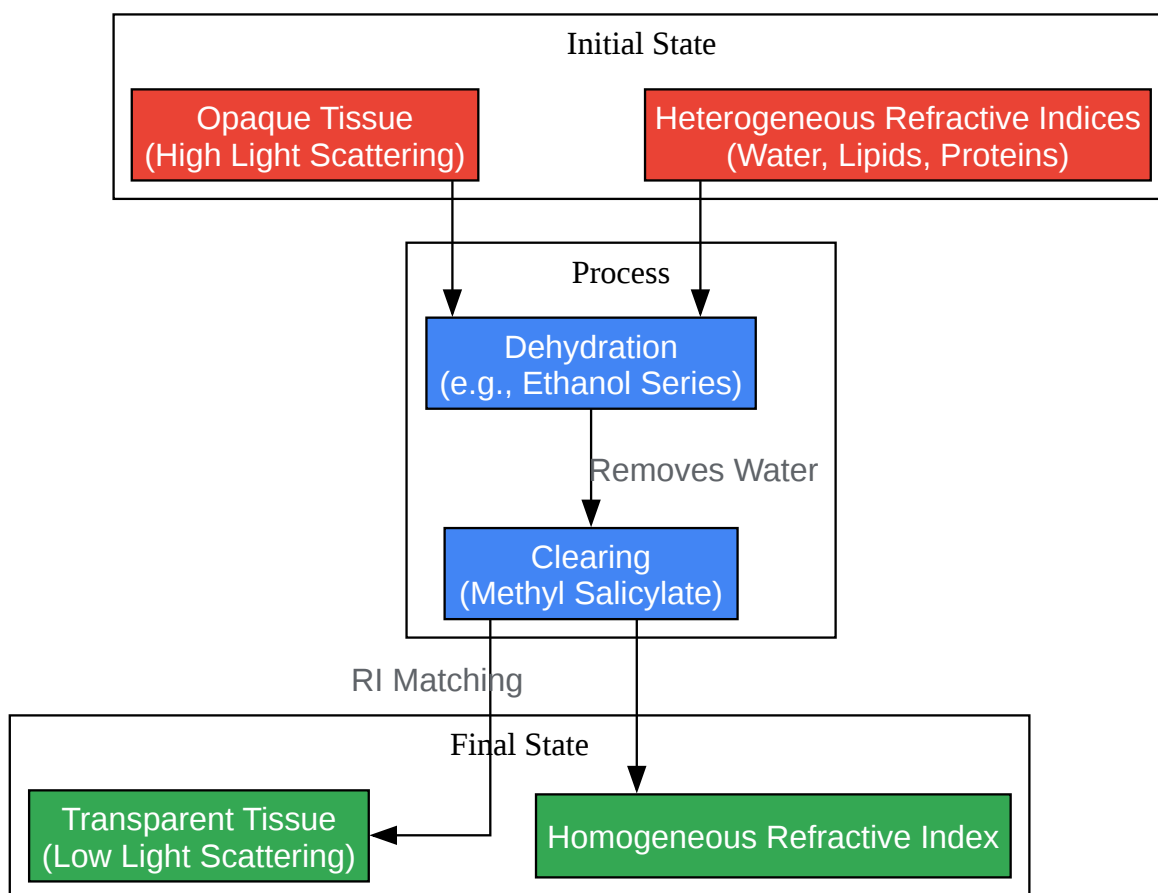 Initial State
Opaque Tissue
(High Light Scattering)
Heterogeneous Refractive Indices
(Water, Lipids, Proteins)
Process
Dehydration
(e.g., Ethanol Series)
Removes Water
Clearing
(Methyl Salicylate)
RI Matching
Final State
Transparent Tissue
(Low Light Scattering)
Homogeneous Refractive Index